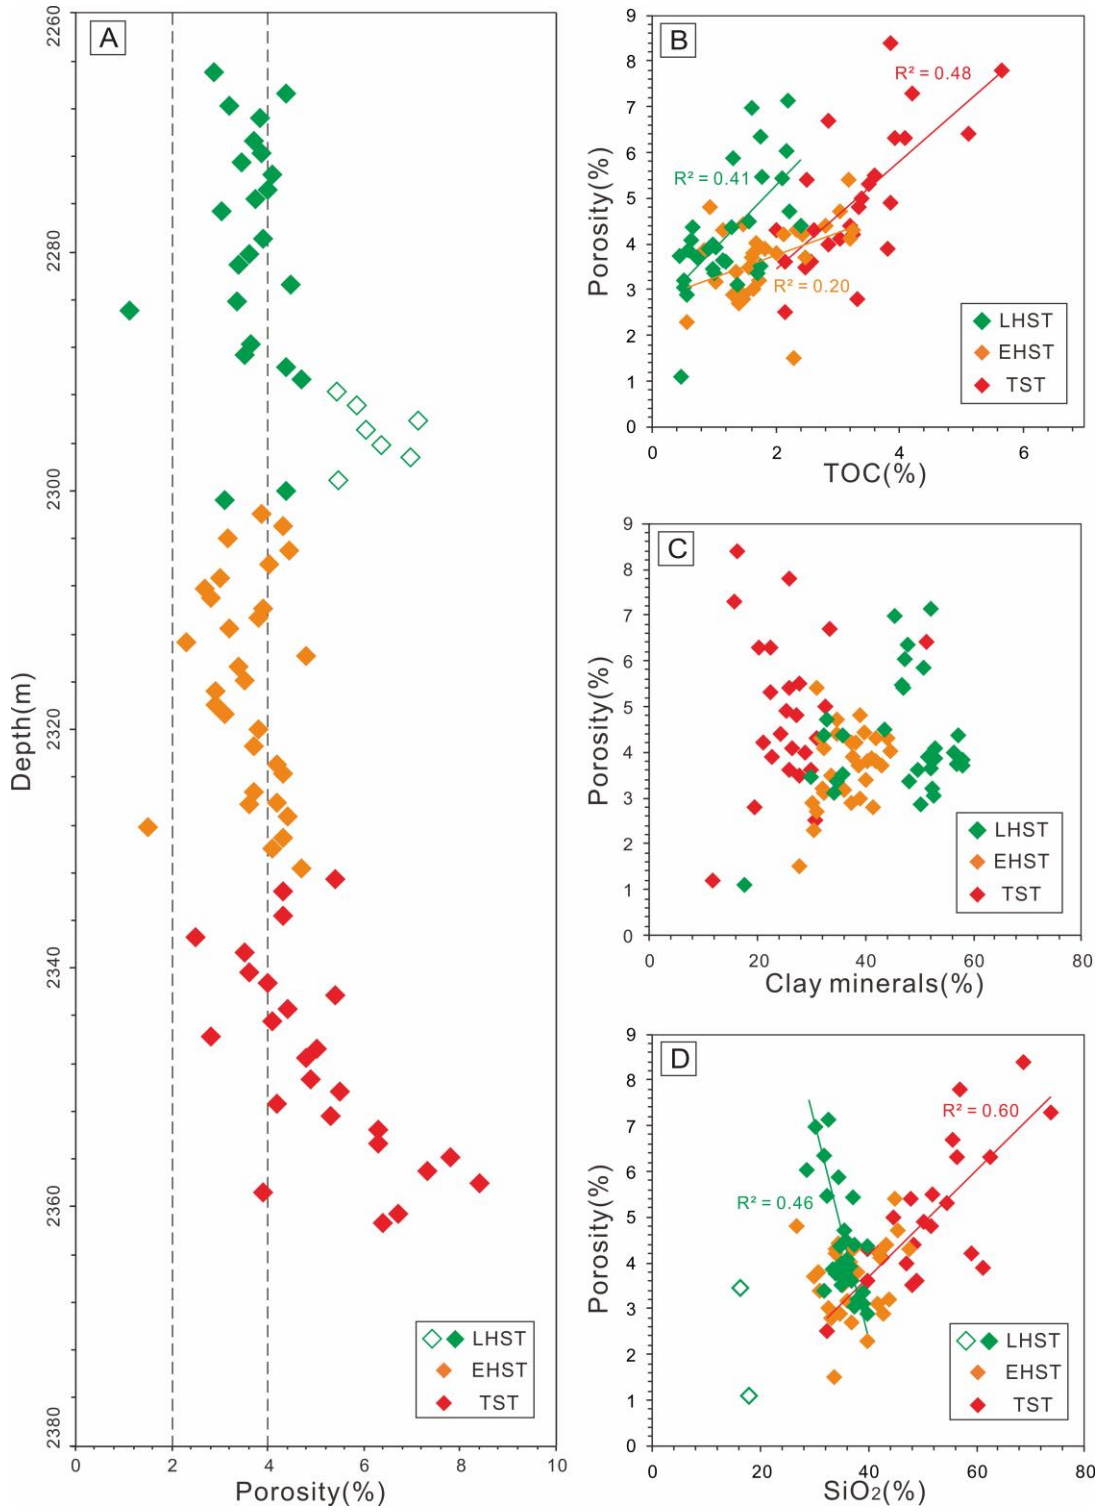 A
2260
2280
2300
2320
2340
2360
2380
Depth(m)
0
2
4
6
8
10
Porosity(%)
LHST
EHST
TST
B
9
8
7
6
5
4
3
2
1
0
Porosity(%)
R² = 0.48
R² = 0.41
R² = 0.20
LHST
EHST
TST
0
2
4
6
TOC(%)
C
9
8
7
6
5
4
3
2
1
0
Porosity(%)
LHST
EHST
TST
0
20
40
60
80
Clay minerals(%)
D
9
8
7
6
5
4
3
2
1
0
Porosity(%)
R² = 0.60
R² = 0.46
LHST
EHST
TST
0
20
40
60
80
SiO₂(%)